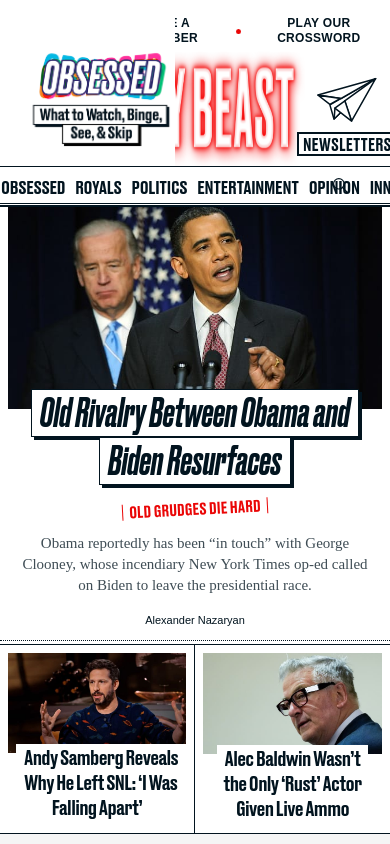 E A
PLAY OUR
BER
CROSSWORD
OBSESSED
What to Watch, Binge,
See, & Skip
Y BEAST
NEWSLETTERS
OBSESSED ROYALS POLITICS ENTERTAINMENT OPINION INN
Old Rivalry Between Obama and
Biden Resurfaces
OLD GRUDGES DIE HARD
Obama reportedly has been “in touch” with George
Clooney, whose incendiary New York Times op-ed called
on Biden to leave the presidential race.
Alexander Nazaryan
Andy Samberg Reveals
Why He Left SNL: ‘I Was
Falling Apart’
Alec Baldwin Wasn’t
the Only ‘Rust’ Actor
Given Live Ammo